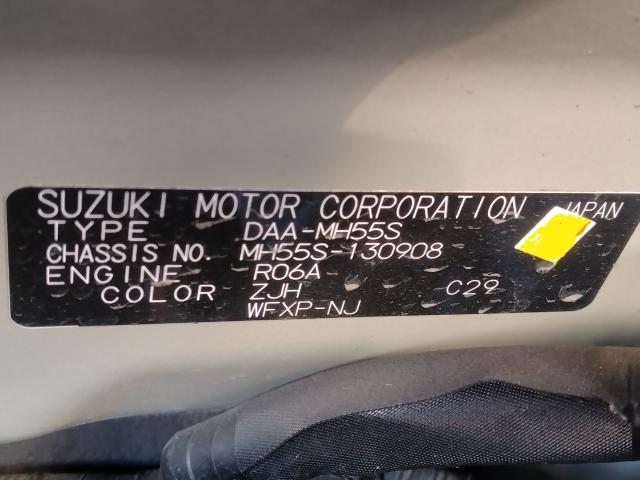 SUZUKI MOTOR CORPORATION JAPAN
TYPE DAA-MH55S
CHASSIS NO. MH55S-130908
ENGINE R06A
COLOR ZJH C29
WFXP-NJ